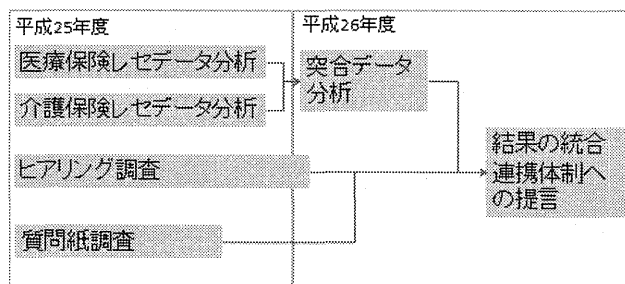 平成25年度
平成26年度
医療保険レセデータ分析
介護保険レセデータ分析
突合データ
分析
ヒアリング調査
質問紙調査
結果の統合
連携体制へ
の提言